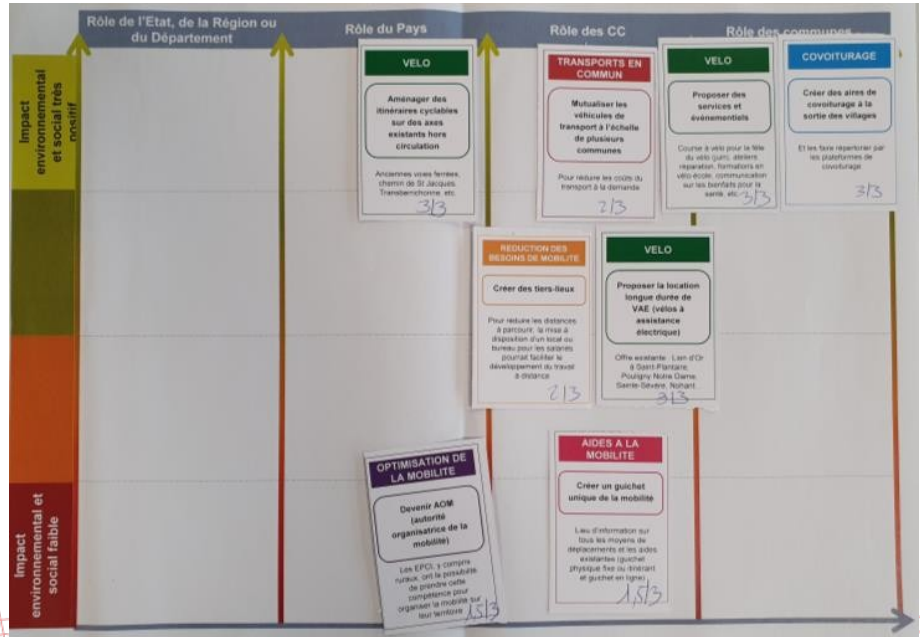 Rôle de l'Etat, de la Région ou
du Département
Rôle du Pays
Rôle des CC
Rôle des communes
Impact
environnemental
et social très
positif
VELO
Aménager des
itinéraires cyclables
sur des axes
existants hors
circulation
Anciennes voies ferrées,
chemin de St Jacques,
Transberrichonne, etc.
3/3
TRANSPORTS EN
COMMUN
Mutualiser les
véhicules de
transport à l'échelle
de plusieurs
communes
Pour réduire les coûts du
transport à la demande
2/3
VELO
Proposer des
services et
évènementiels
Course à vélo pour la fête
du vélo (juin), ateliers
réparation, formations en
vélo-école, communication
sur les bienfaits pour la
santé, etc.
3/3
COVOITURAGE
Créer des aires de
covoiturage à la
sortie des villages
Et les faire répertorier par
les plateformes de
covoiturage
3/3
REDUCTION DES
BESOINS DE MOBILITE
Créer des tiers-lieux
Pour réduire les distances
à parcourir, la mise à
disposition d'un local ou
bureau pour les salariés
pourrait faciliter le
développement du travail
à distance
2/3
VELO
Proposer la location
longue durée de
VAE (vélos à
assistance
électrique)
Offre existante : Lien d'Or
à Saint-Plantaire,
Pouligny Notre Dame,
Sainte-Sévère, Nohant
3/3
Impact
environnemental et
social faible
OPTIMISATION DE
LA MOBILITE
Devenir AOM
(autorité
organisatrice de la
mobilité)
Les EPCI, y compris
ruraux, ont la possibilité
de prendre cette
compétence pour
organiser la mobilité sur
leur territoire
1,5/3
AIDES A LA
MOBILITE
Créer un guichet
unique de la mobilité
Lieu d'information sur
tous les moyens de
déplacements et les aides
existantes (guichet
physique fixe ou itinérant
et guichet en ligne)
1,5/3